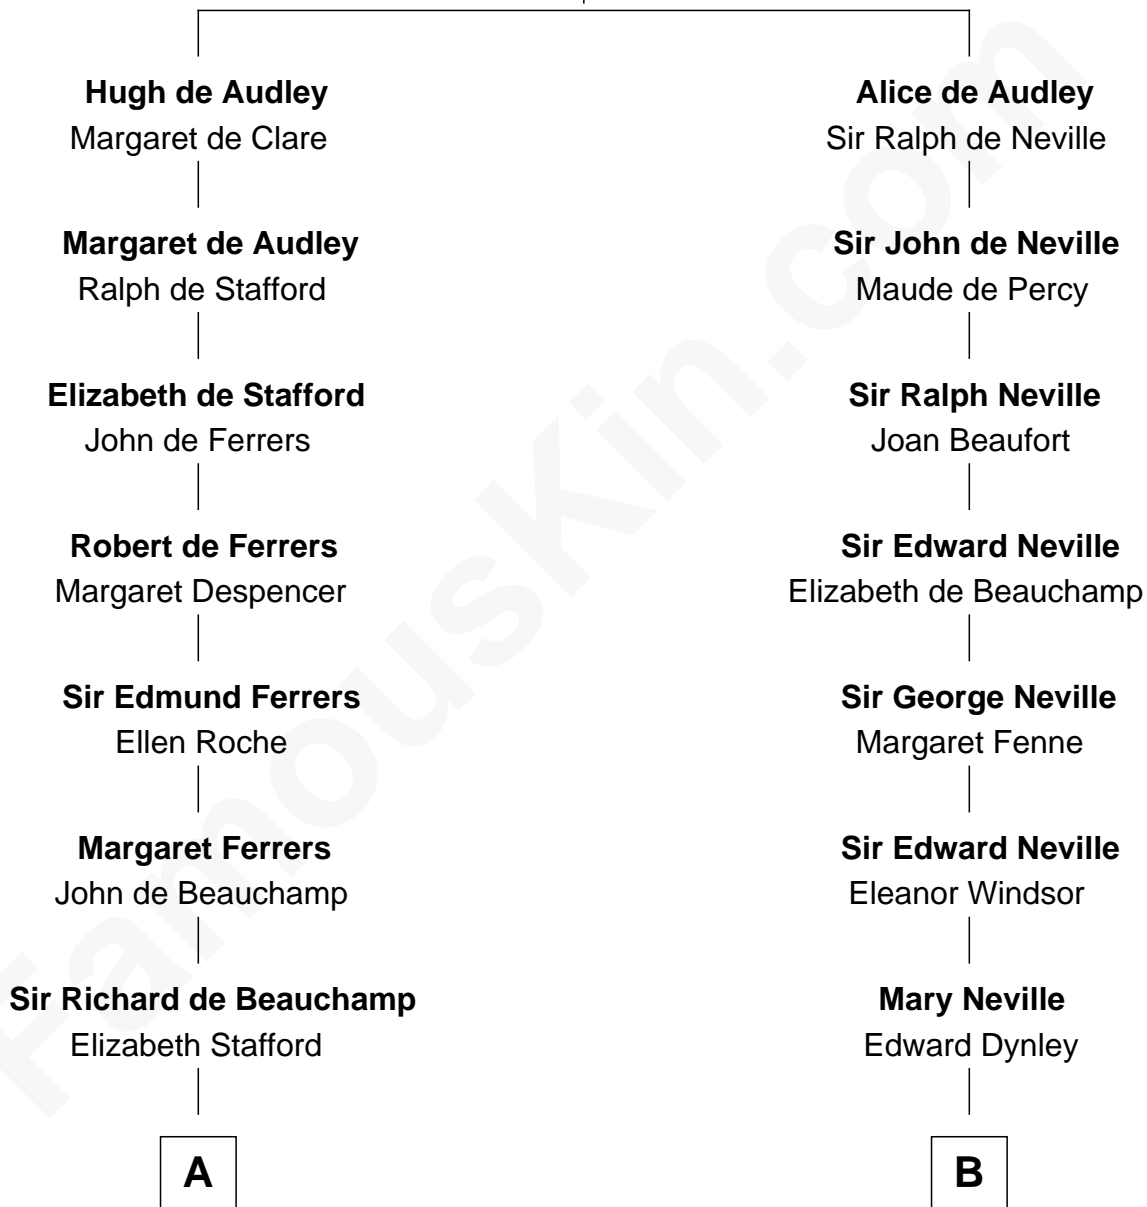 Hugh de Audley
Margaret de Clare
Margaret de Audley
Ralph de Stafford
Elizabeth de Stafford
John de Ferrers
Robert de Ferrers
Margaret Despencer
Sir Edmund Ferrers
Ellen Roche
Margaret Ferrers
John de Beauchamp
Sir Richard de Beauchamp
Elizabeth Stafford
A
Alice de Audley
Sir Ralph de Neville
Sir John de Neville
Maude de Percy
Sir Ralph Neville
Joan Beaufort
Sir Edward Neville
Elizabeth de Beauchamp
Sir George Neville
Margaret Fenne
Sir Edward Neville
Eleanor Windsor
Mary Neville
Edward Dynley
B
FamousKin.com